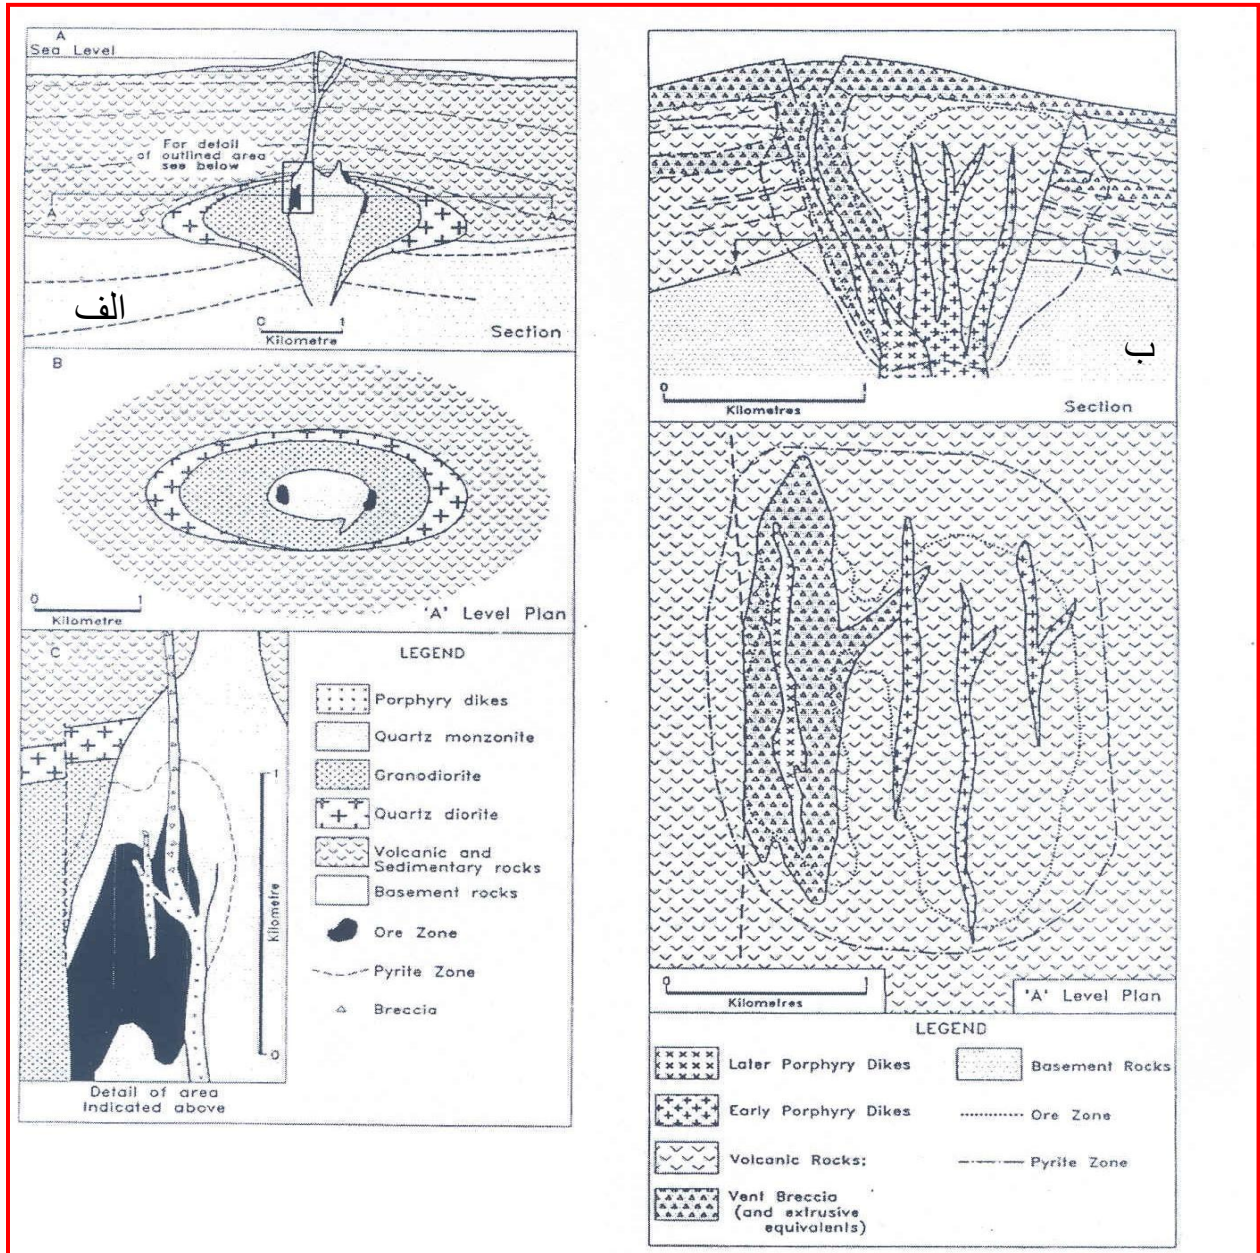 A
Sea Level
For detail
of outlined area
see below
A
A
الف
0 1
Kilometre
Section
B
0 1
Kilometre
'A' Level Plan
C
1
Kilometre
0
Detail of area
Indicated above
LEGEND
Porphyry dikes
Quartz monzonite
Granodiorite
Quartz diorite
Volcanic and
Sedimentary rocks
Basement rocks
Ore Zone
Pyrite Zone
Breccia
A
A
ب
0 1
Kilometres
Section
0 1
Kilometres
'A' Level Plan
LEGEND
Later Porphyry Dikes
Early Porphyry Dikes
Volcanic Rocks:
Vent Breccia
(and extrusive
equivalents)
Basement Rocks
Ore Zone
Pyrite Zone